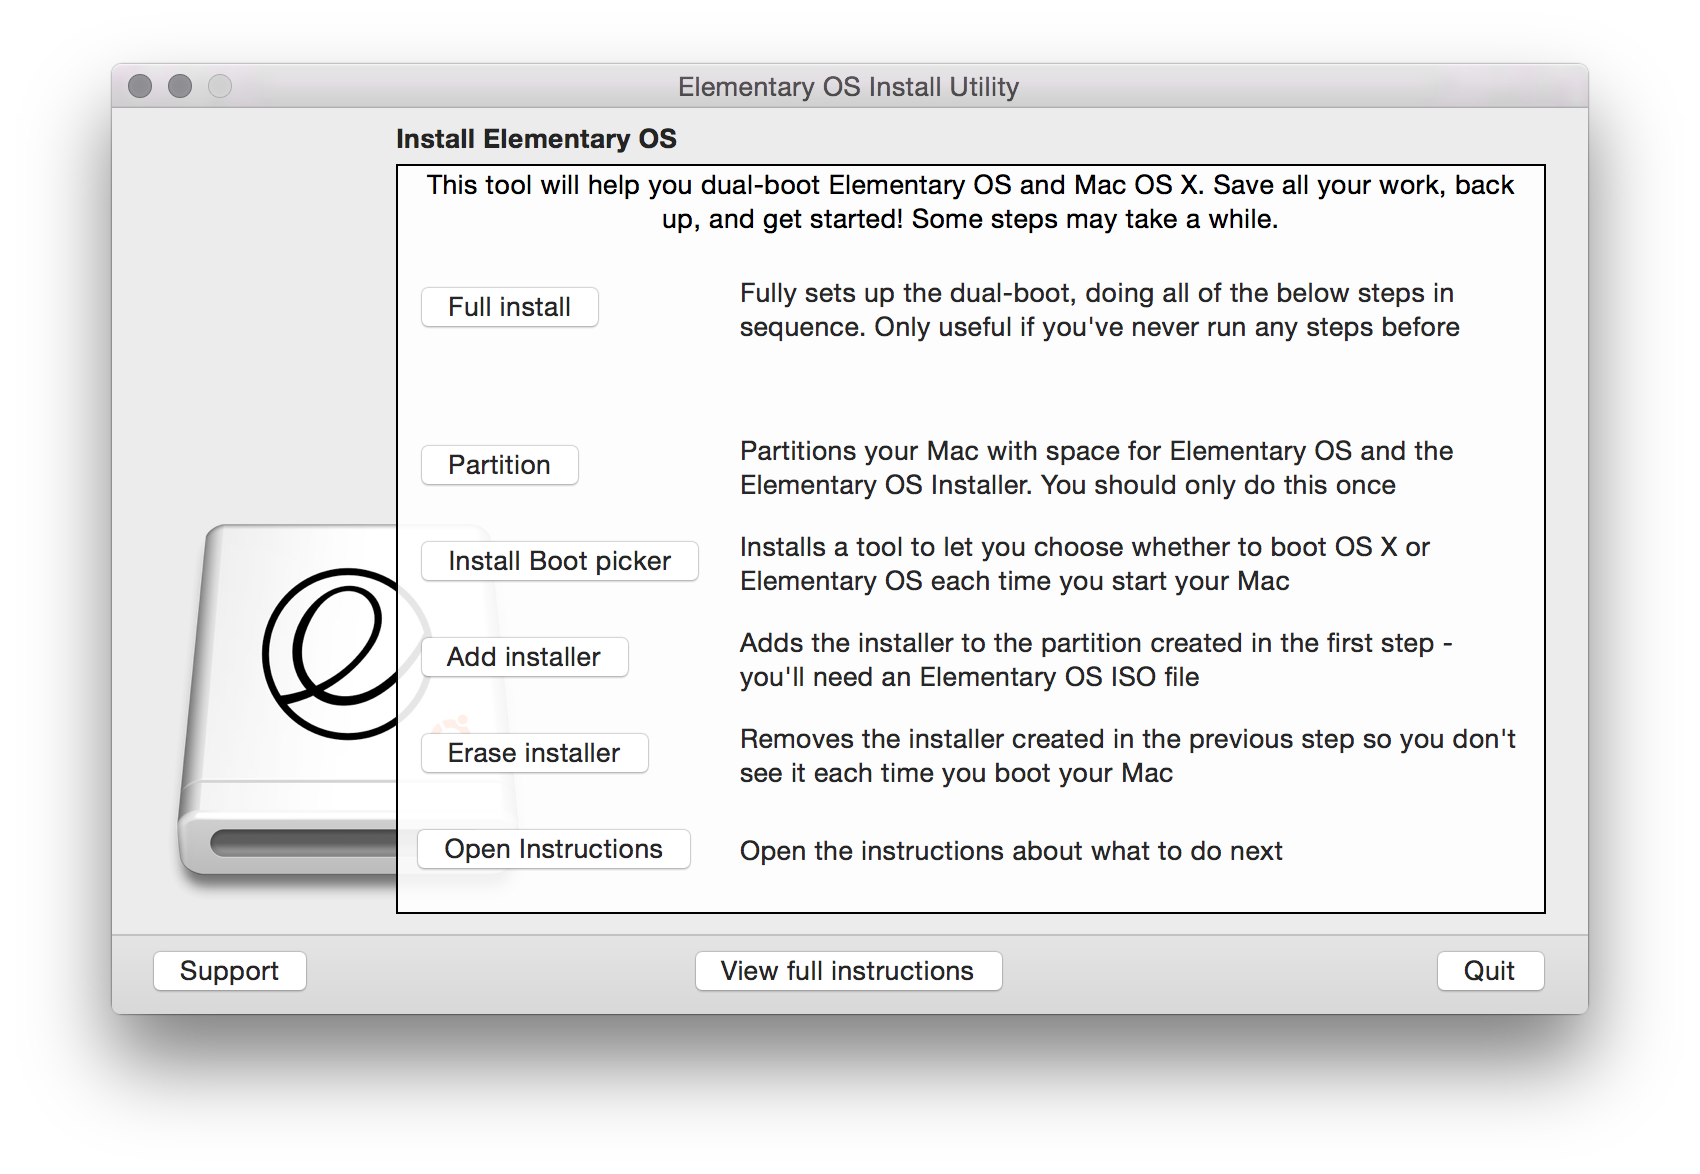 Elementary OS Install Utility
Install Elementary OS
This tool will help you dual-boot Elementary OS and Mac OS X. Save all your work, back
up, and get started! Some steps may take a while.
Full install
Fully sets up the dual-boot, doing all of the below steps in
sequence. Only useful if you've never run any steps before
Partition
Partitions your Mac with space for Elementary OS and the
Elementary OS Installer. You should only do this once
Install Boot picker
Installs a tool to let you choose whether to boot OS X or
Elementary OS each time you start your Mac
Add installer
Adds the installer to the partition created in the first step -
you'll need an Elementary OS ISO file
Erase installer
Removes the installer created in the previous step so you don't
see it each time you boot your Mac
Open Instructions
Open the instructions about what to do next
Support
View full instructions
Quit